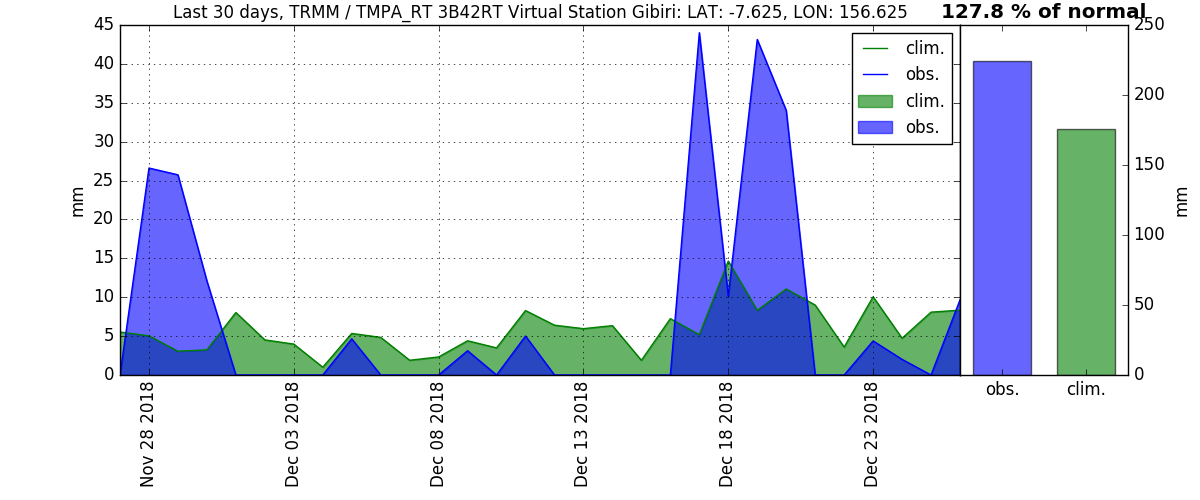 Last 30 days, TRMM / TMPA_RT 3B42RT Virtual Station Gibiri: LAT: -7.625, LON: 156.625
127.8 % of normal
45
40
35
30
25
20
15
10
5
0
mm
clim.
obs.
clim.
obs.
Nov 28 2018
Dec 03 2018
Dec 08 2018
Dec 13 2018
Dec 18 2018
Dec 23 2018
250
200
150
100
50
0
mm
obs.
clim.